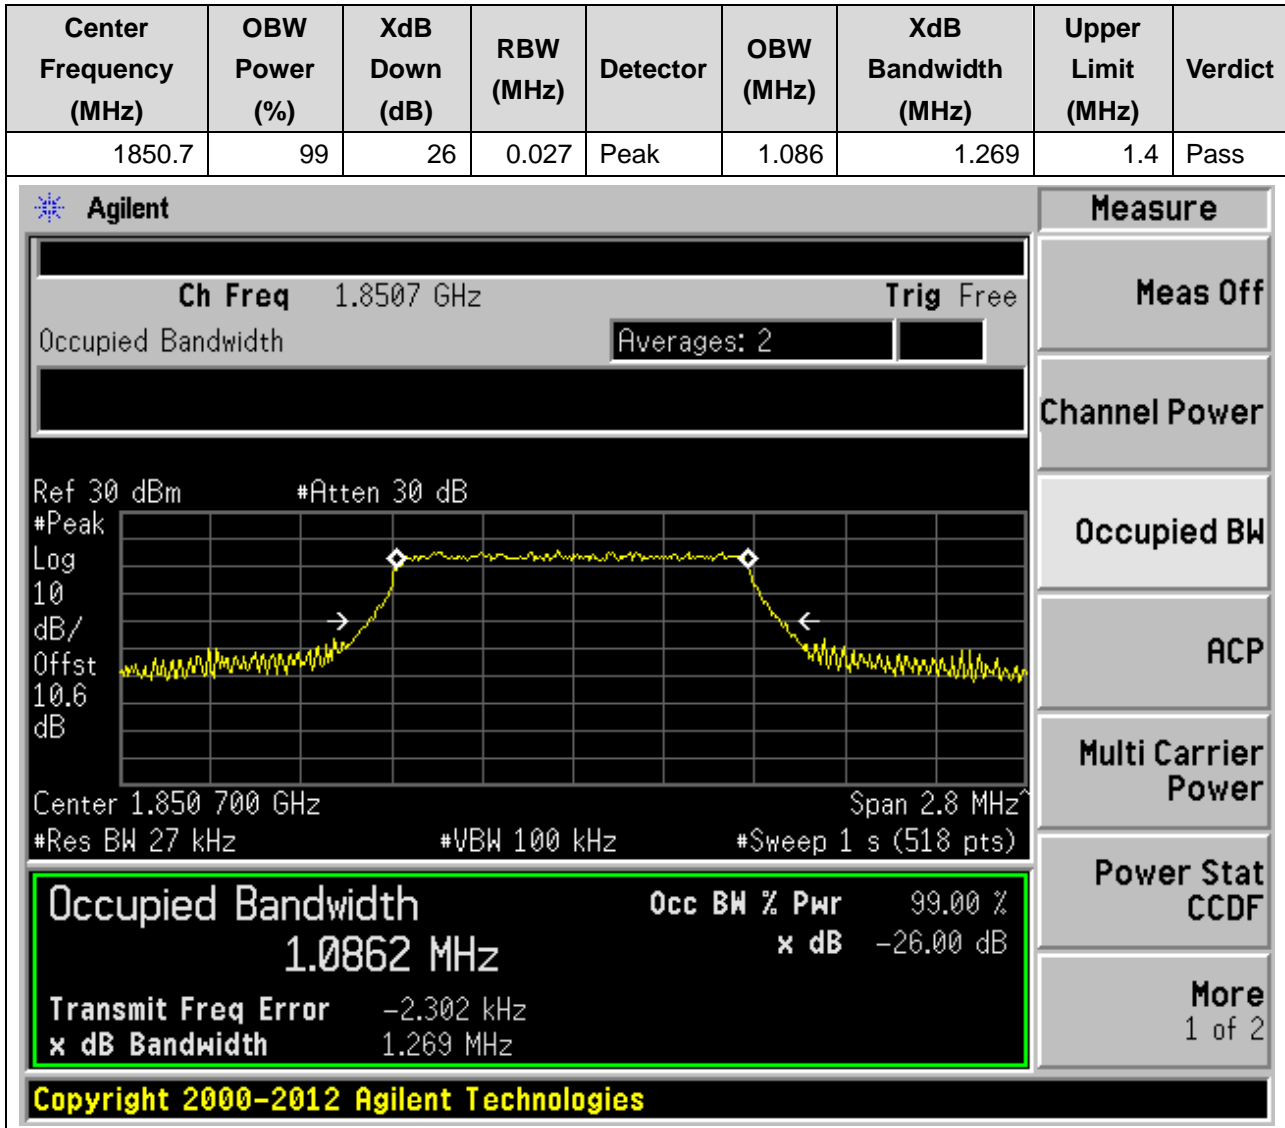 Center Frequency (MHz) OBW Power (%) XdB Down (dB) RBW (MHz) Detector OBW (MHz) XdB Bandwidth (MHz) Upper Limit (MHz) Verdict
1850.7 99 26 0.027 Peak 1.086 1.269 1.4 Pass
Agilent
Measure
Ch Freq 1.8507 GHz Trig Free
Occupied Bandwidth Averages: 2
Ref 30 dBm #Atten 30 dB
#Peak
Log
10
dB/
Offst
10.6
dB
Center 1.850 700 GHz Span 2.8 MHz^
#Res BW 27 kHz #VBW 100 kHz #Sweep 1 s (518 pts)
Occupied Bandwidth
1.0862 MHz
Occ BW % Pwr 99.00 %
x dB -26.00 dB
Transmit Freq Error -2.302 kHz
x dB Bandwidth 1.269 MHz
Meas Off
Channel Power
Occupied BW
ACP
Multi Carrier
Power
Power Stat
CCDF
More
1 of 2
Copyright 2000-2012 Agilent Technologies